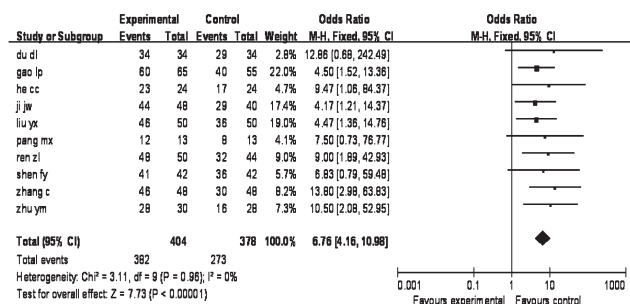 Experimental Control Odds Ratio Odds Ratio
Study or Subgroup Events Total Events Total Weight M-H, Fixed, 95% CI M-H, Fixed, 95% CI
du dl 34 34 29 34 2.8% 12.86 [0.68, 242.49]
gao lp 60 65 40 55 22.0% 4.50 [1.52, 13.36]
he cc 23 24 17 24 4.4% 9.47 [1.06, 84.37]
ji jw 44 48 29 40 17.9% 4.17 [1.21, 14.37]
liu yx 46 50 36 50 19.0% 4.47 [1.36, 14.76]
pang mx 12 13 8 13 4.1% 7.50 [0.73, 76.77]
ren zl 48 50 32 44 9.0% 9.00 [1.89, 42.93]
shen fy 41 42 36 42 5.2% 6.83 [0.79, 59.48]
zhang c 46 48 30 48 8.3% 13.80 [2.98, 63.83]
zhu ym 28 30 16 28 7.3% 10.50 [2.08, 52.95]
Total (95% CI) 404 378 100.0% 6.76 [4.16, 10.98]
Total events 382 273
Heterogeneity: Chi² = 3.11, df = 9 (P = 0.96); I² = 0%
Test for overall effect: Z = 7.73 (P < 0.00001)
0.001 0.1 1 10 1000
Favours experimental Favours control